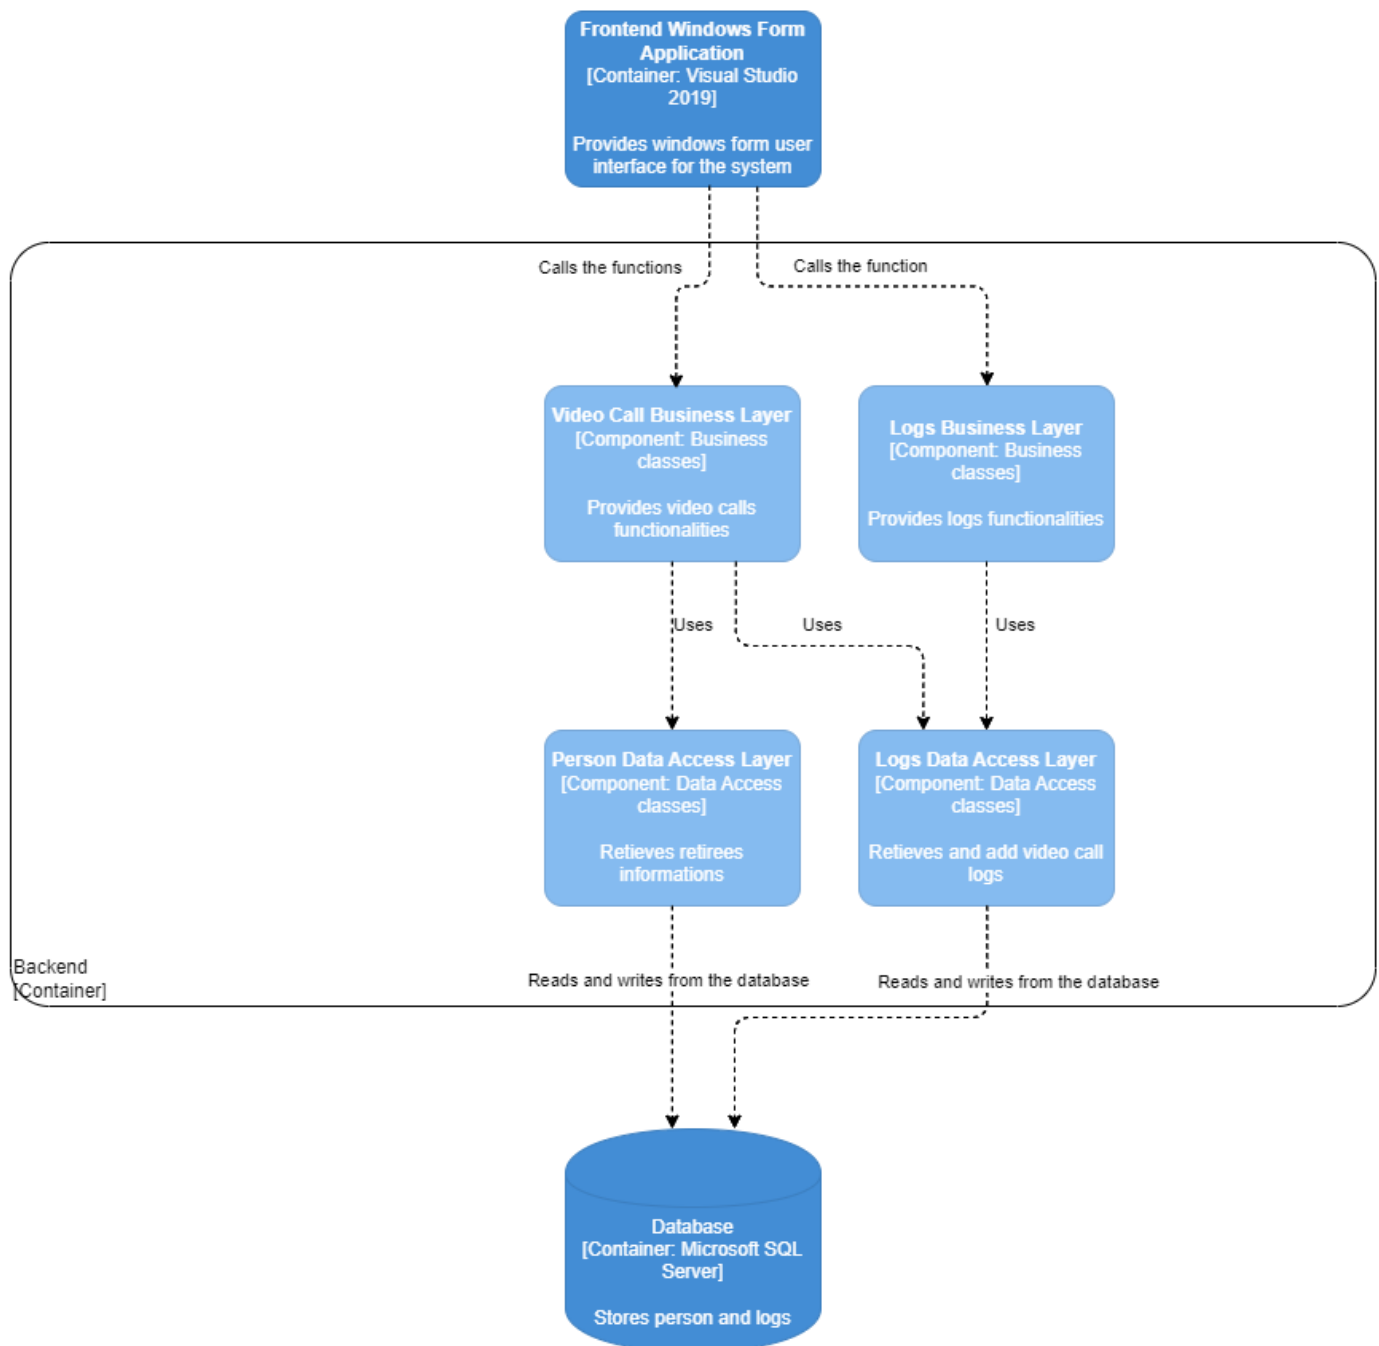 Frontend Windows Form
Application
[Container: Visual Studio
2019]
Provides windows form user
interface for the system
Calls the functions
Calls the function
Video Call Business Layer
[Component: Business
classes]
Provides video calls
functionalities
Logs Business Layer
[Component: Business
classes]
Provides logs functionalities
Uses
Uses
Uses
Person Data Access Layer
[Component: Data Access
classes]
Retieves retirees
informations
Logs Data Access Layer
[Component: Data Access
classes]
Retieves and add video call
logs
Backend
[Container]
Reads and writes from the database
Reads and writes from the database
Database
[Container: Microsoft SQL
Server]
Stores person and logs